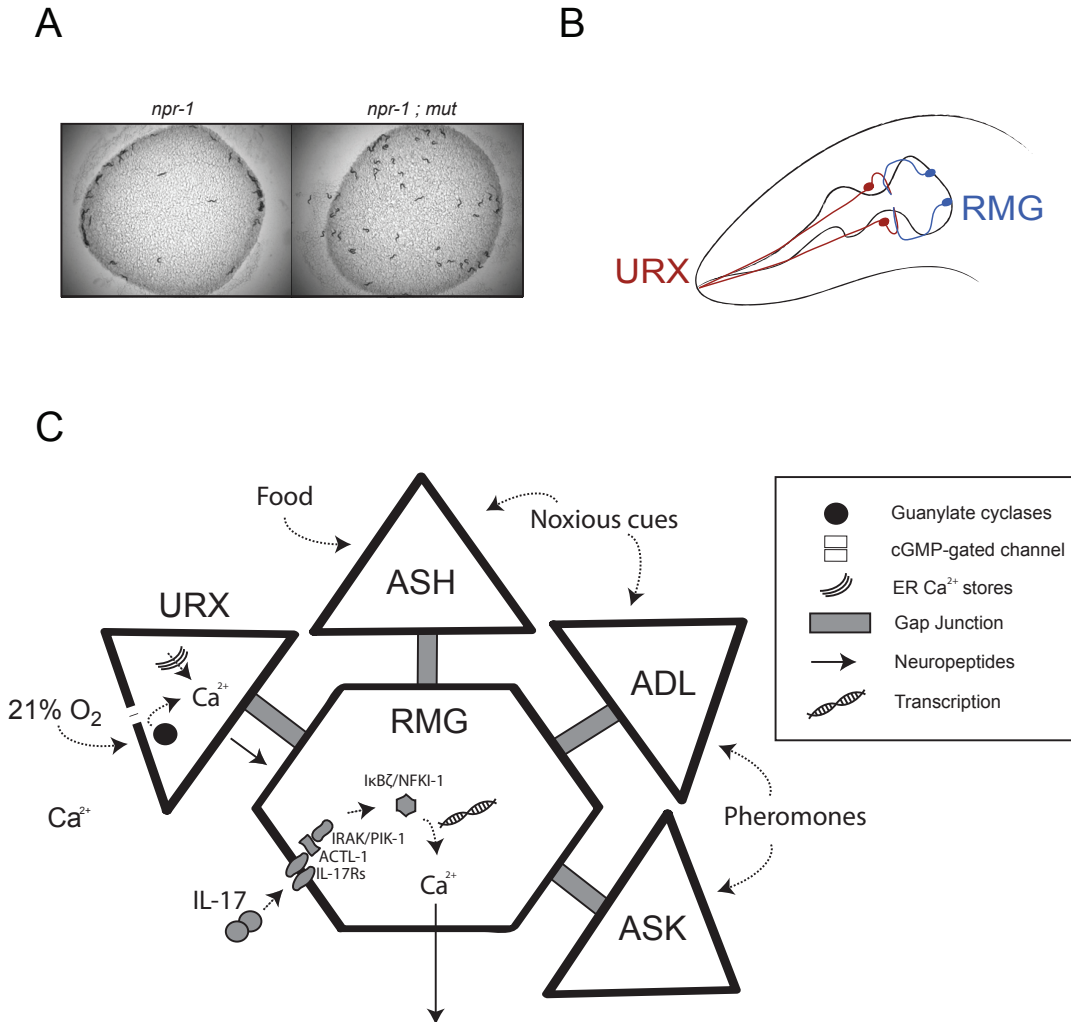 A
npr-1
npr-1 ; mut
B
URX
RMG
C
Food
Noxious cues
ASH
URX
Ca²⁺
21% O₂
RMG
ADL
IκBζ/NFKI-1
IRAK/PIK-1
ACTL-1
IL-17Rs
Ca²⁺
Ca²⁺
IL-17
Pheromones
ASK
Guanylate cyclases
cGMP-gated channel
ER Ca²⁺ stores
Gap Junction
Neuropeptides
Transcription